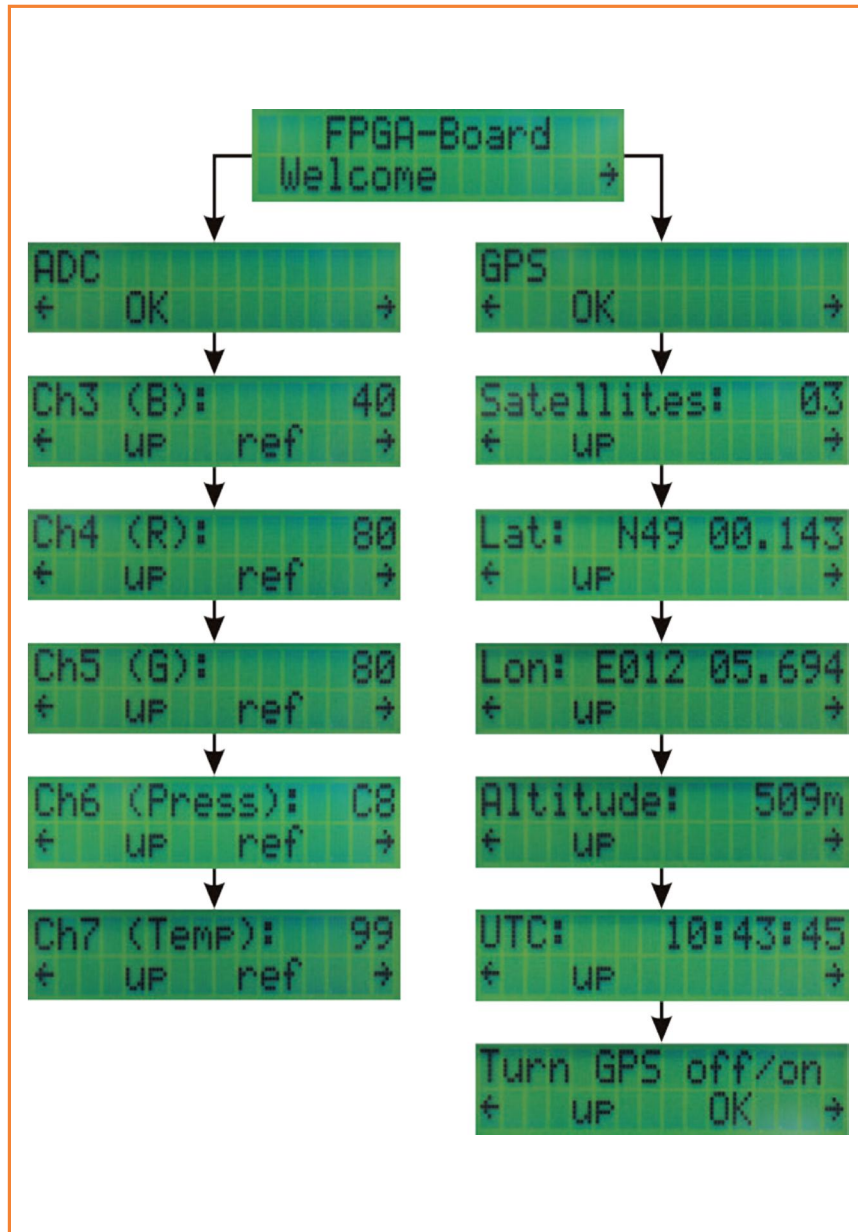 FPGA-Board
Welcome →
ADC
← OK →
Ch3 (B): 40
← up ref →
Ch4 (R): 80
← up ref →
Ch5 (G): 80
← up ref →
Ch6 (Press): C8
← up ref →
Ch7 (Temp): 99
← up ref →
GPS
← OK →
Satellites: 03
← up →
Lat: N49 00.143
← up →
Lon: E012 05.694
← up →
Altitude: 509m
← up →
UTC: 10:43:45
← up →
Turn GPS off/on
← up OK →